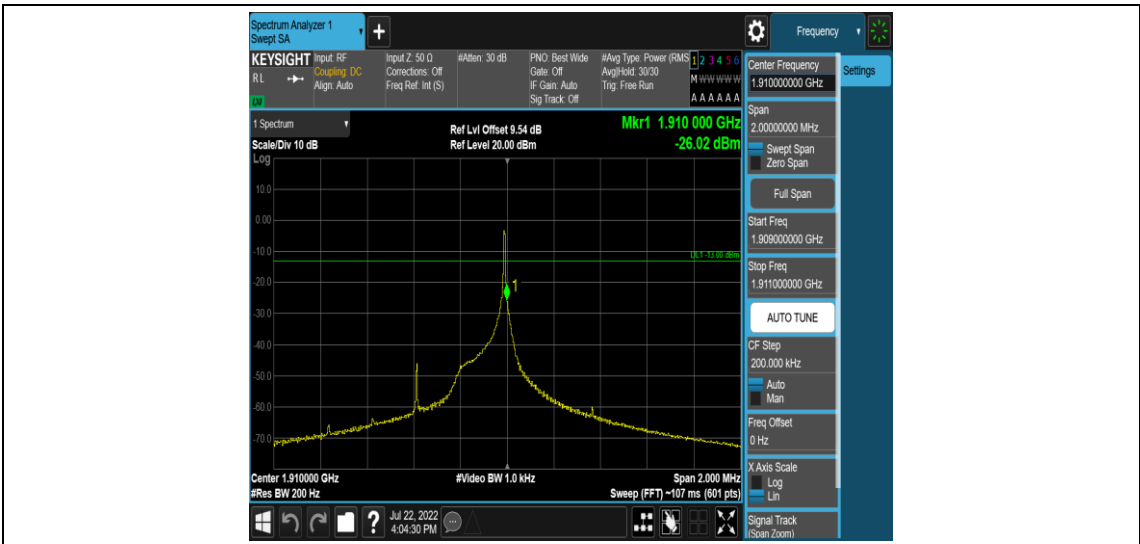 Spectrum Analyzer 1
Swept SA
+
Frequency
KEYSIGHT
RL
LXI
Input: RF
Coupling: DC
Align: Auto
Input Z: 50 Ω
Corrections: Off
Freq Ref: Int (S)
#Atten: 30 dB
PNO: Best Wide
Gate: Off
IF Gain: Auto
Sig Track: Off
#Avg Type: Power (RMS
Avg|Hold: 30/30
Trig: Free Run
1 2 3 4 5 6
M W W W W W
A A A A A A
Center Frequency
1.910000000 GHz
Settings
1 Spectrum
Scale/Div 10 dB
Log
Ref Lvl Offset 9.54 dB
Ref Level 20.00 dBm
Mkr1 1.910 000 GHz
-26.02 dBm
10.0
0.00
-10.0
-20.0
-30.0
-40.0
-50.0
-60.0
-70.0
DL1 -13.00 dBm
1
Center 1.910000 GHz
#Res BW 200 Hz
#Video BW 1.0 kHz
Span 2.000 MHz
Sweep (FFT) ~107 ms (601 pts)
Span
2.00000000 MHz
Swept Span
Zero Span
Full Span
Start Freq
1.909000000 GHz
Stop Freq
1.911000000 GHz
AUTO TUNE
CF Step
200.000 kHz
Auto
Man
Freq Offset
0 Hz
X Axis Scale
Log
Lin
Signal Track
(Span Zoom)
?
Jul 22, 2022
4:04:30 PM